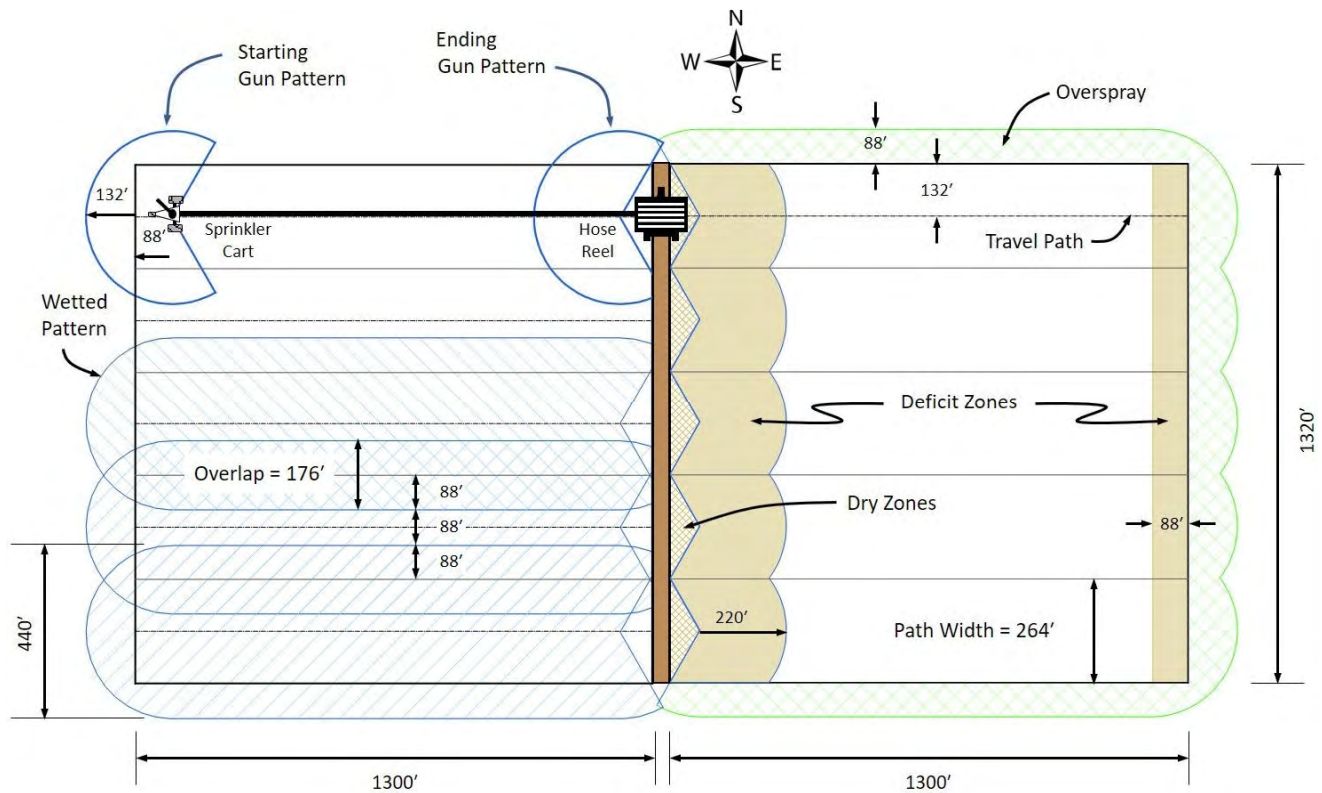 Starting
Gun Pattern
Ending
Gun Pattern
N
W
E
S
Overspray
88′
132′
132′
88′
Sprinkler
Cart
Hose
Reel
Travel Path
Wetted
Pattern
Deficit Zones
Overlap = 176′
88′
88′
88′
Dry Zones
88′
1320′
440′
220′
Path Width = 264′
1300′
1300′